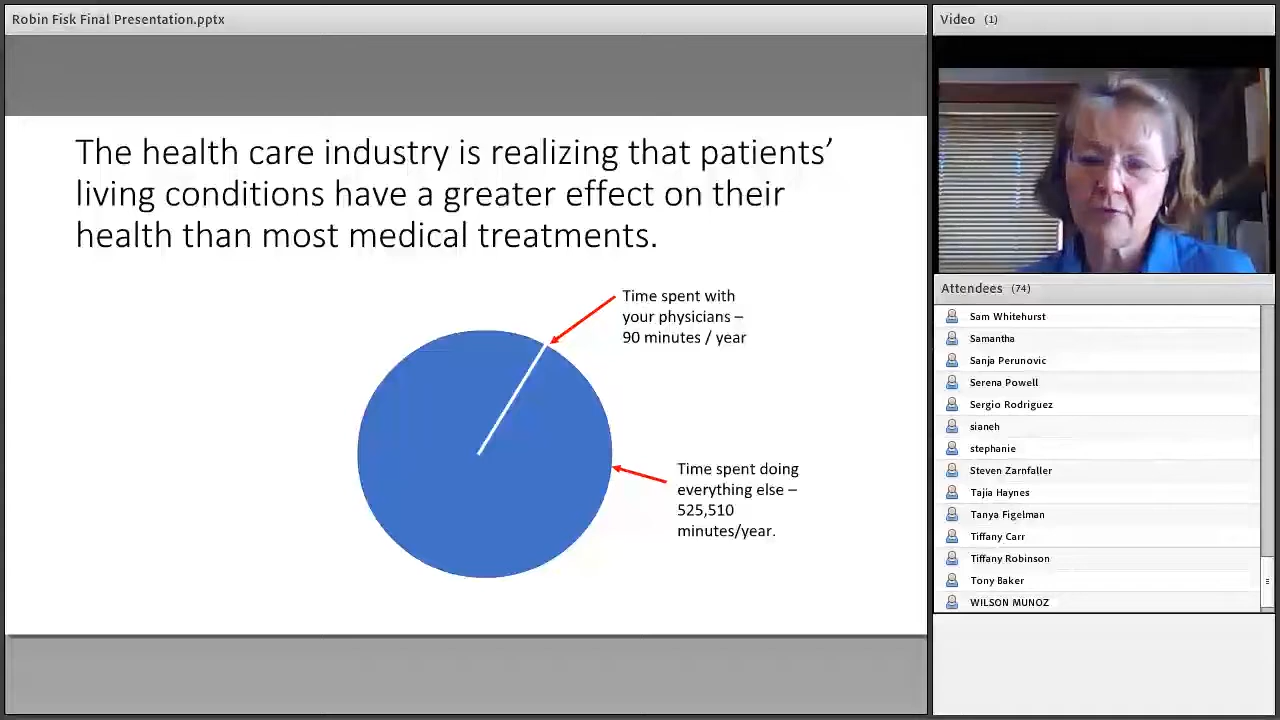 Robin Fisk Final Presentation.pptx
The health care industry is realizing that patients’
living conditions have a greater effect on their
health than most medical treatments.
Time spent with
your physicians –
90 minutes / year
Time spent doing
everything else –
525,510
minutes/year.
Video (1)
Attendees (74)
Sam Whitehurst
Samantha
Sanja Perunovic
Serena Powell
Sergio Rodriguez
sianeh
stephanie
Steven Zarnfaller
Tajia Haynes
Tanya Figelman
Tiffany Carr
Tiffany Robinson
Tony Baker
WILSON MUNOZ